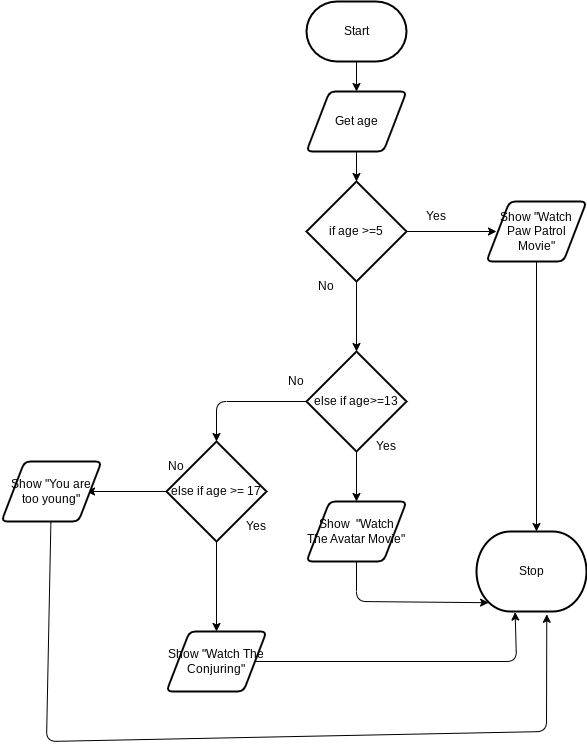 Start
Get age
if age >=5
Yes
Show "Watch
Paw Patrol
Movie"
No
else if age>=13
No
Yes
Show "Watch
The Avatar Movie"
No
else if age >= 17
Yes
Show "You are
too young"
Show "Watch The
Conjuring"
Stop